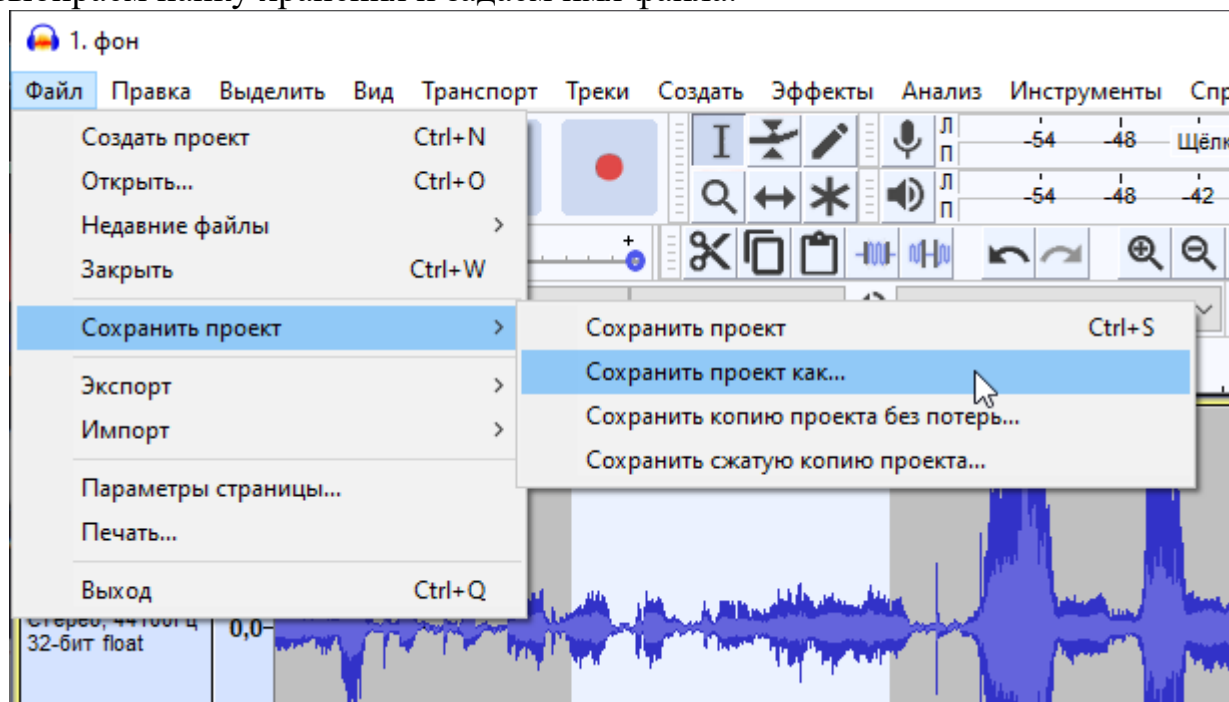 1. фон
Файл Правка Выделить Вид Транспорт Треки Создать Эффекты Анализ Инструменты
Создать проект Ctrl+N
Открыть... Ctrl+O
Недавние файлы >
Закрыть Ctrl+W
Сохранить проект >
Экспорт >
Импорт >
Параметры страницы...
Печать...
Выход Ctrl+Q
Сохранить проект Ctrl+S
Сохранить проект как...
Сохранить копию проекта без потерь...
Сохранить сжатую копию проекта...
Л
П
-54 -48
Л
П
-54 -48 -42
32-бит float
0,0-